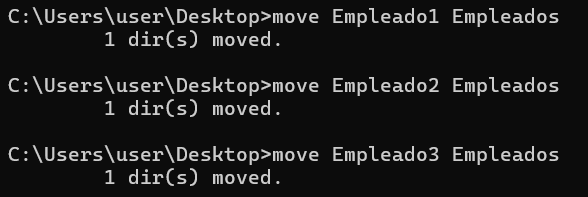 C:\Users\user\Desktop>move Empleado1 Empleados
1 dir(s) moved.
C:\Users\user\Desktop>move Empleado2 Empleados
1 dir(s) moved.
C:\Users\user\Desktop>move Empleado3 Empleados
1 dir(s) moved.